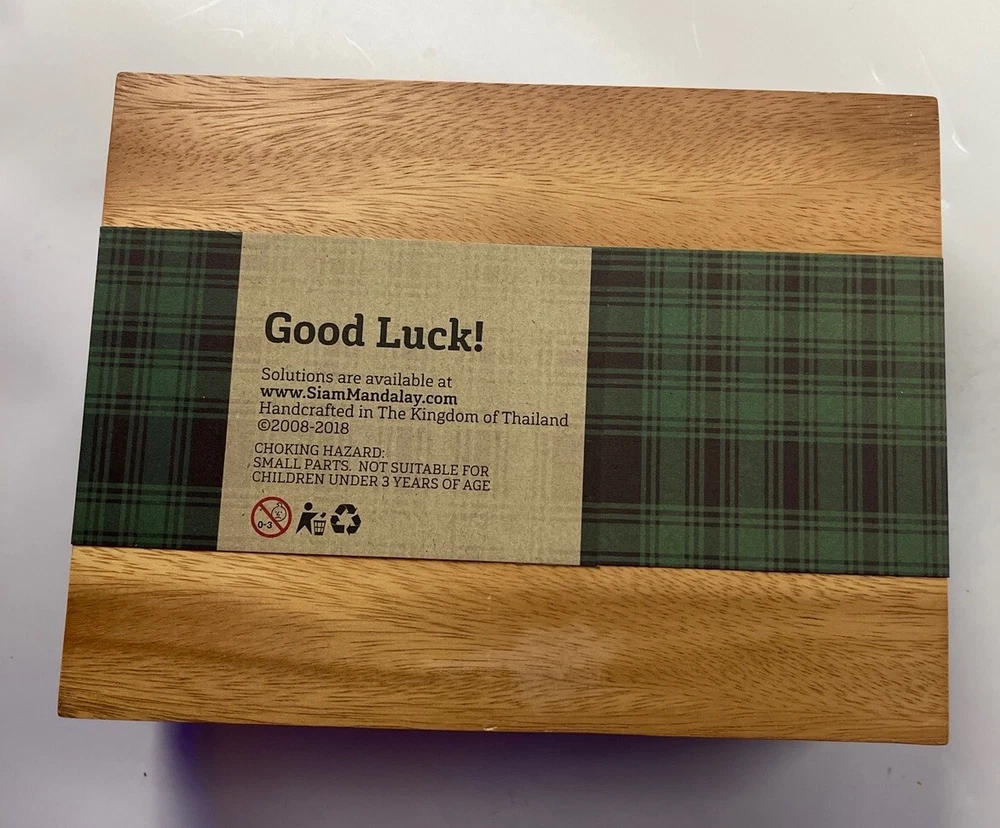 Good Luck!
Solutions are available at
www.SiamMandalay.com
Handcrafted in The Kingdom of Thailand
©2008-2018
CHOKING HAZARD:
SMALL PARTS. NOT SUITABLE FOR
CHILDREN UNDER 3 YEARS OF AGE
0-3